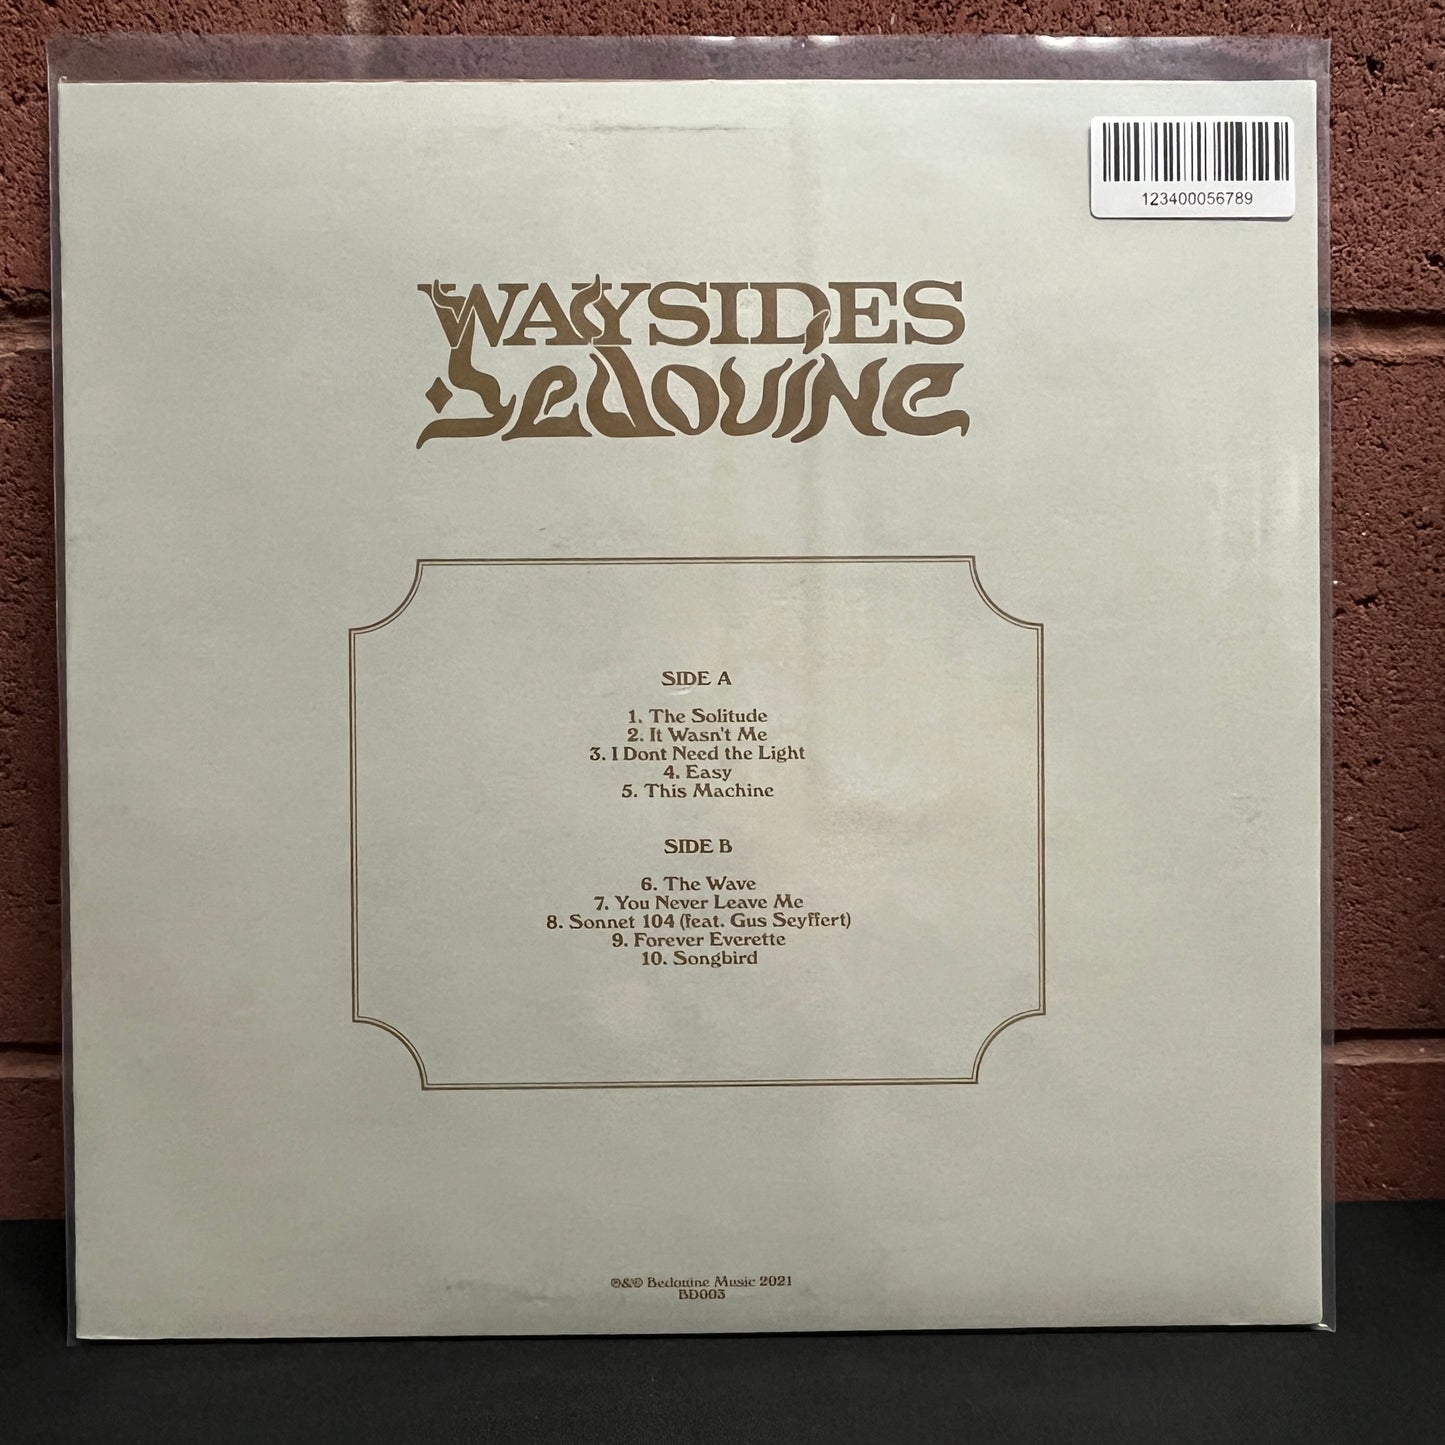 123400056789
WAYSIDES
Bedouine
SIDE A
1. The Solitude
2. It Wasn't Me
3. I Dont Need the Light
4. Easy
5. This Machine
SIDE B
6. The Wave
7. You Never Leave Me
8. Sonnet 104 (feat. Gus Seyffert)
9. Forever Everette
10. Songbird
℗&© Bedouine Music 2021
BD003